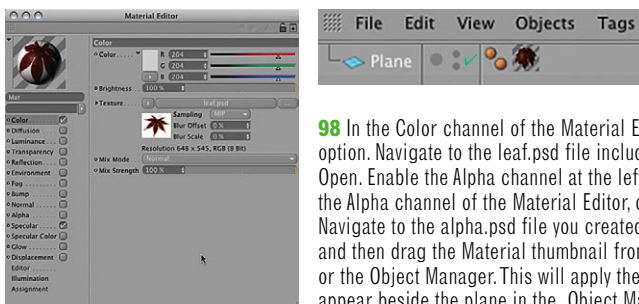 Material Editor
Color
Color R 204
G 204
B 204
Brightness 100 %
Texture leaf.psd ...
Sampling MIP
Blur Offset 0 %
Blur Scale 0 %
Resolution 648 x 545, RGB (8 Bit)
Mix Mode Normal
Mix Strength 100 %
Mat
Color
Diffusion
Luminance
Transparency
Reflection
Environment
Fog
Bump
Normal
Alpha
Specular
Specular Color
Glow
Displacement
Editor
Illumination
Assignment
File Edit View Objects Tags
Plane
98 In the Color channel of the Material E
option. Navigate to the leaf.psd file includ
Open. Enable the Alpha channel at the left
the Alpha channel of the Material Editor, c
Navigate to the alpha.psd file you created
and then drag the Material thumbnail fron
or the Object Manager. This will apply the
appear beside the plane in the Object Ma